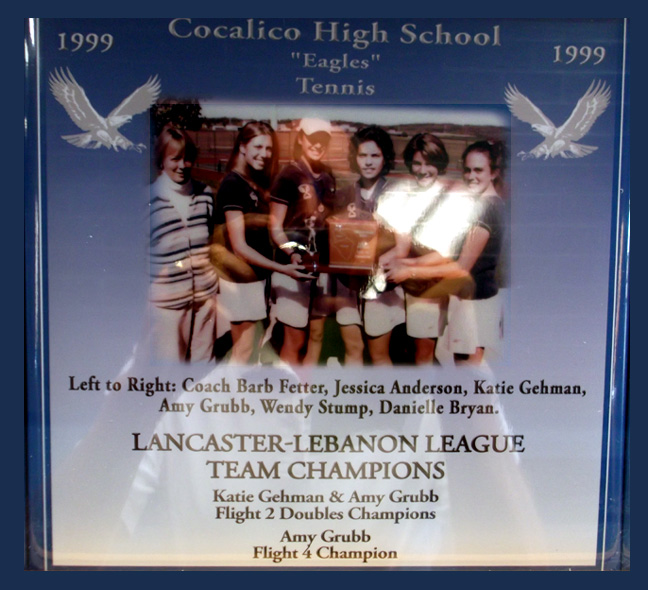 1999
Cocalico High School
1999
"Eagles"
Tennis
Left to Right: Coach Barb Fetter, Jessica Anderson, Katie Gehman,
Amy Grubb, Wendy Stump, Danielle Bryan.
LANCASTER-LEBANON LEAGUE
TEAM CHAMPIONS
Katie Gehman & Amy Grubb
Flight 2 Doubles Champions
Amy Grubb
Flight 4 Champion